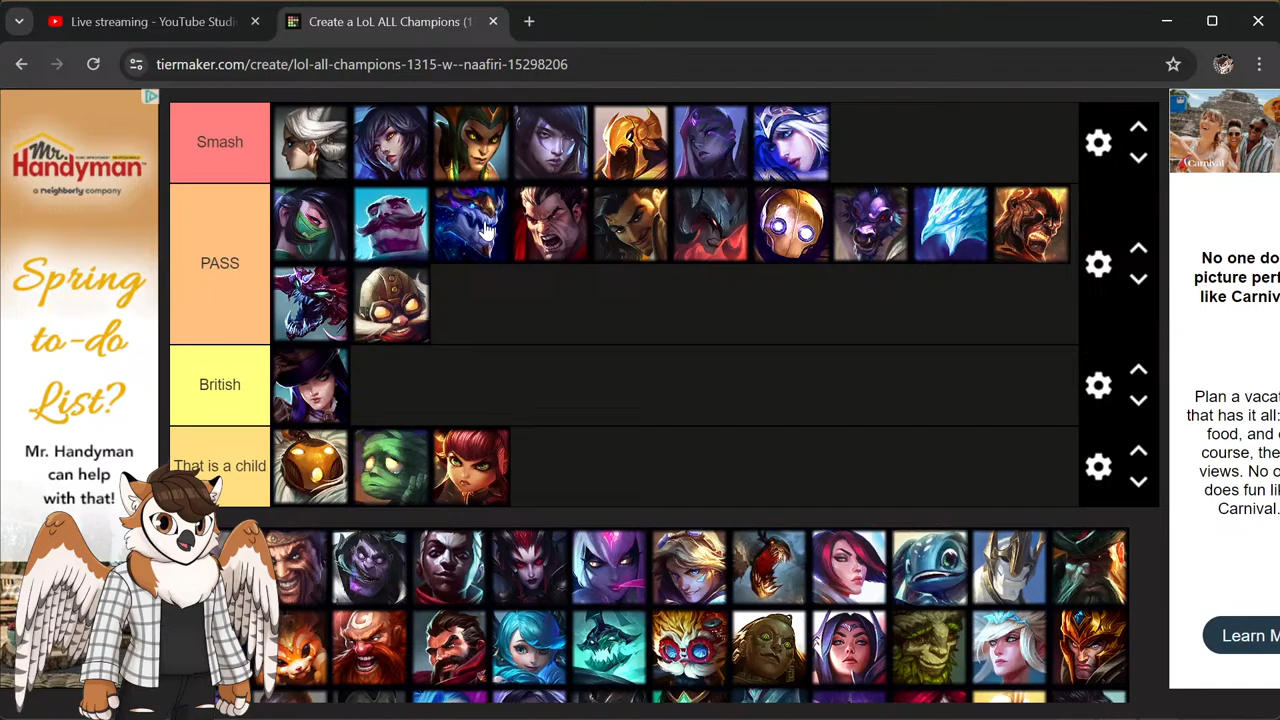 Live streaming - YouTube Studi
Create a LoL ALL Champions (1
tiermaker.com/create/lol-all-champions-1315-w--naafiri-15298206
Mr.
Handyman
a neighborly company
Spring
to-do
List?
Mr. Handyman
can help
with that!
Smash
PASS
British
That is a child
Carnival
No one do
picture perf
like Carniv
Plan a vacat
that has it all:
food, and
course, the
views. No o
does fun lik
Carnival.
Learn M